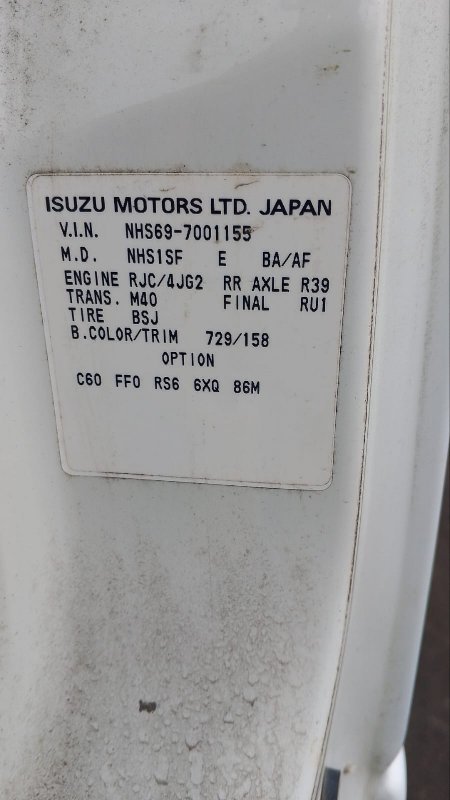 ISUZU MOTORS LTD. JAPAN
V.I.N. NHS69-7001155
M.D. NHS1SF E BA/AF
ENGINE RJC/4JG2 RR AXLE R39
TRANS. M40 FINAL RU1
TIRE BSJ
B.COLOR/TRIM 729/158
OPTION
C60 FF0 RS6 6XQ 86M